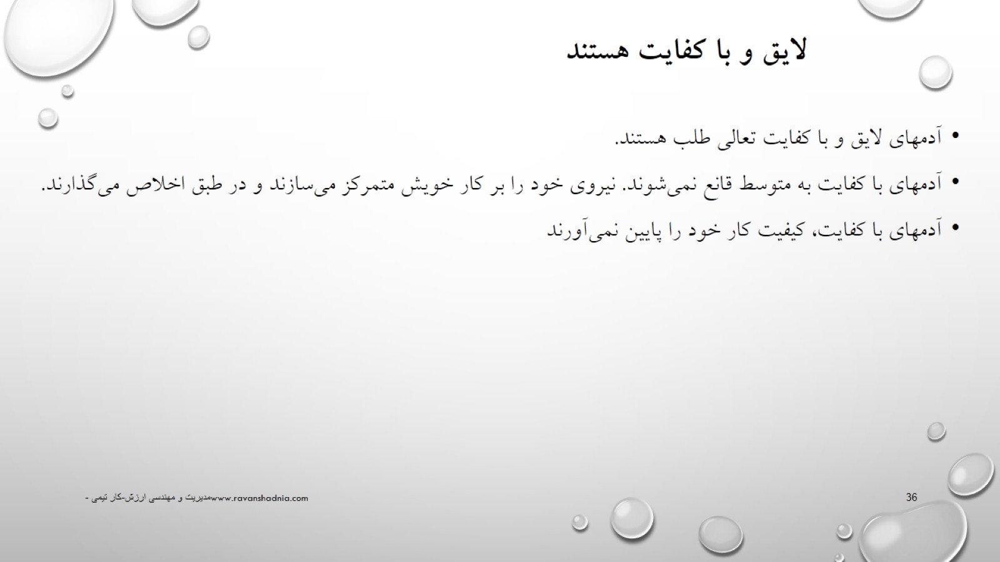 لایق و با کفایت هستند
• آدمهای لایق و با کفایت تعالی طلب هستند.
• آدمهای با کفایت به متوسط قانع نمی‌شوند. نیروی خود را بر کار خویش متمرکز می‌سازند و در طبق اخلاص می‌گذارند.
• آدمهای با کفایت، کیفیت کار خود را پایین نمی‌آورند
مدیریت و مهندسی ارزش-کار تیمی - www.ravanshadnia.com
36